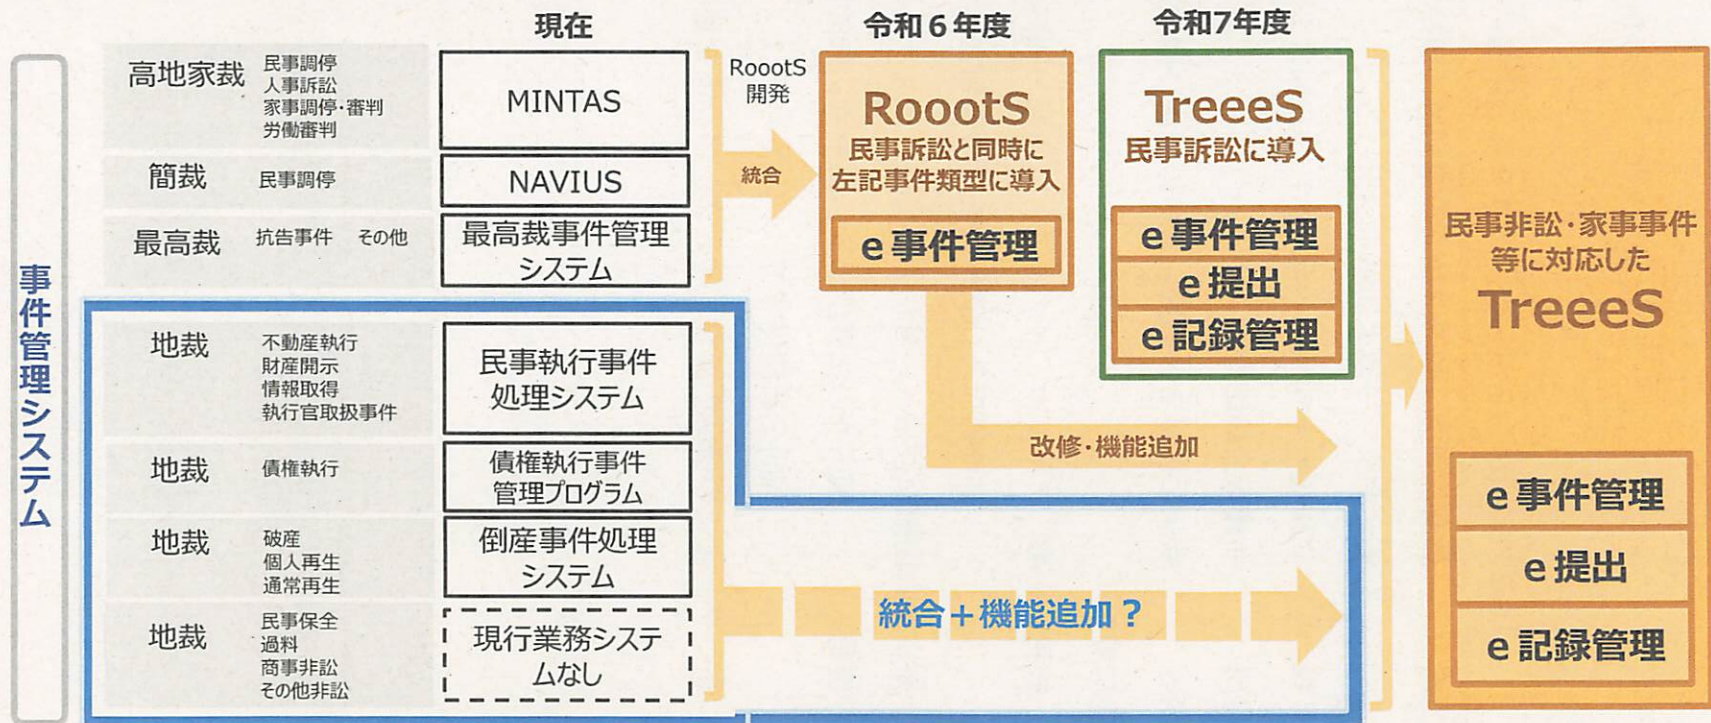 現在
令和６年度
令和7年度
事件管理システム
高地家裁
民事調停
人事訴訟
家事調停・審判
労働審判
MINTAS
簡裁
民事調停
NAVIUS
最高裁
抗告事件　その他
最高裁事件管理
システム
RoootS
開発
統合
RoootS
民事訴訟と同時に
左記事件類型に導入
e 事件管理
TreeeS
民事訴訟に導入
e 事件管理
e 提出
e 記録管理
地裁
不動産執行
財産開示
情報取得
執行官取扱事件
民事執行事件
処理システム
地裁
債権執行
債権執行事件
管理プログラム
地裁
破産
個人再生
通常再生
倒産事件処理
システム
地裁
民事保全
過料
商事非訟
その他非訟
現行業務システ
ムなし
改修・機能追加
統合＋機能追加？
民事非訟・家事事件
等に対応した
TreeeS
e 事件管理
e 提出
e 記録管理